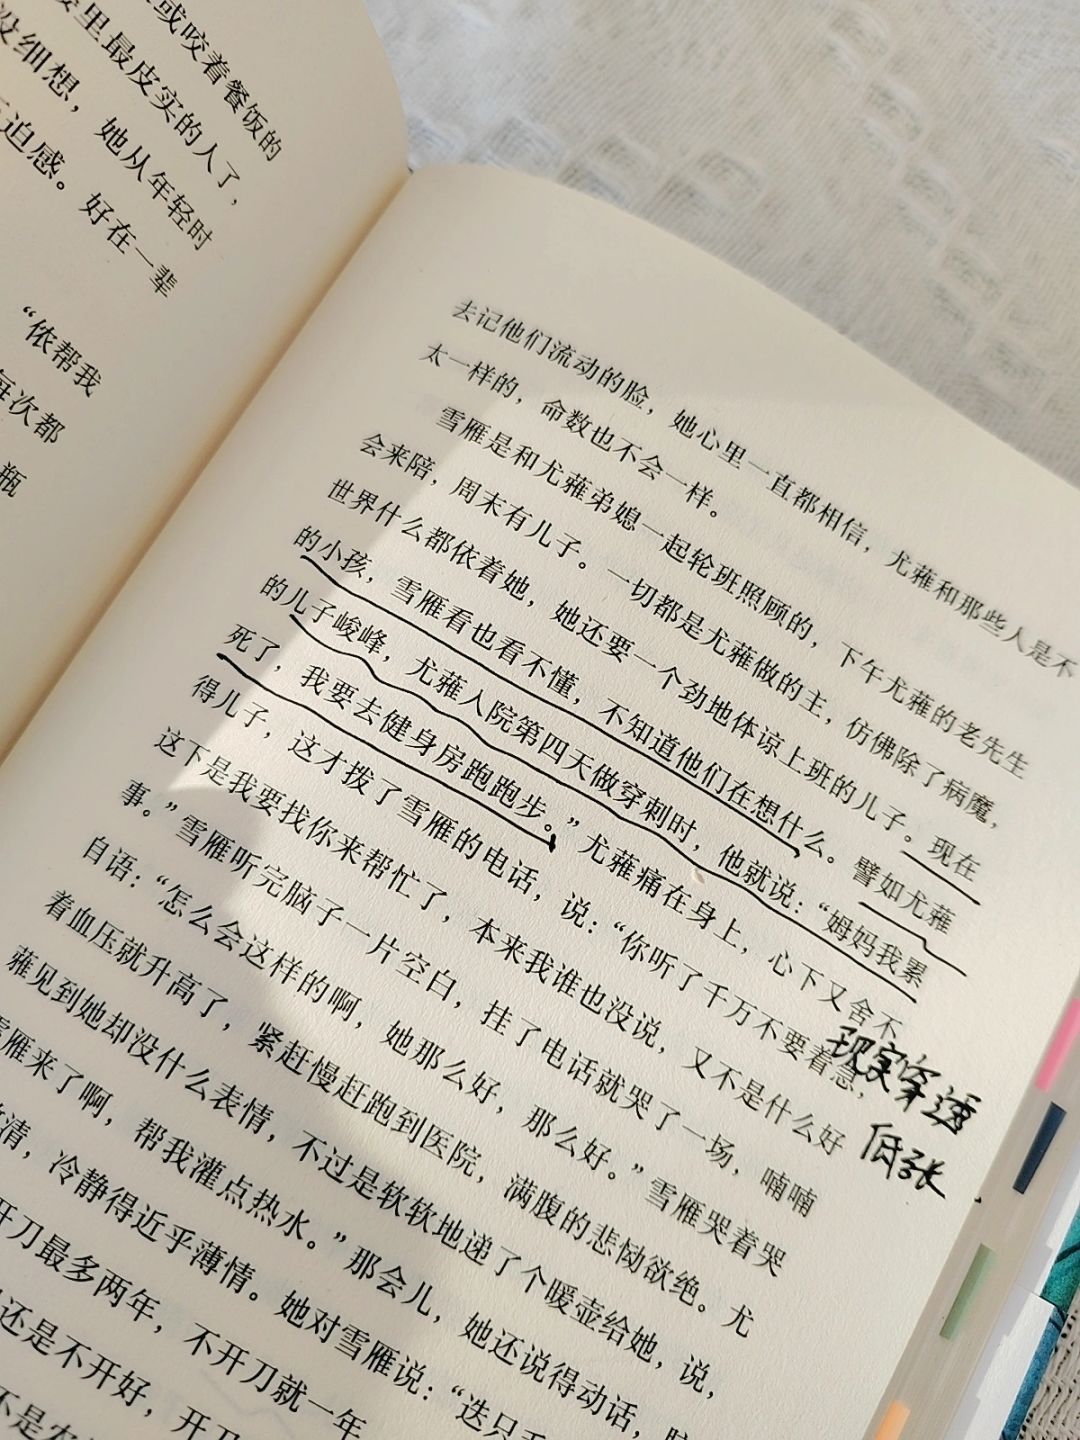 或咬着餐饭的
里最皮实的人了，
没细想，她从年轻时
迫感。好在一辈
“依帮我
每次都
瓶
去记他们流动的脸，她心里一直都相信，尤蕥和那些人是不
太一样的，命数也不会一样。
雪雁是和尤蕥弟媳一起轮班照顾的，下午尤蕥的老先生
会来陪，周末有儿子。一切都是尤蕥做的主，仿佛除了病魔，
世界什么都依着她，她还要一个劲地体谅上班的儿子。现在
的小孩，雪雁看也看不懂，不知道他们在想什么。譬如尤蕥
的儿子峻峰，尤蕥入院第四天做穿刺时，他就说：“姆妈我累
死了，我要去健身房跑跑步。”尤蕥痛在身上，心下又舍不
得儿子，这才拨了雪雁的电话，说：“你听了千万不要着急，
这下是我要找你来帮忙了，本来我谁也没说，又不是什么好
事。”雪雁听完脑子一片空白，挂了电话就哭了一场，喃喃
自语：“怎么会这样的啊，她那么好，那么好。”雪雁哭着哭
着血压就升高了，紧赶慢赶跑到医院，满腹的悲恸欲绝。尤
蕥见到她却没什么表情，不过是软软地递了个暖壶给她，说，
雪雁来了啊，帮我灌点热水。”那会儿，她还说得动话，
清，冷静得近乎薄情。她对雪雁说：“迭只
开刀最多两年，不开刀就一年
还是不开好，开刀
不是
现实穿透
低张